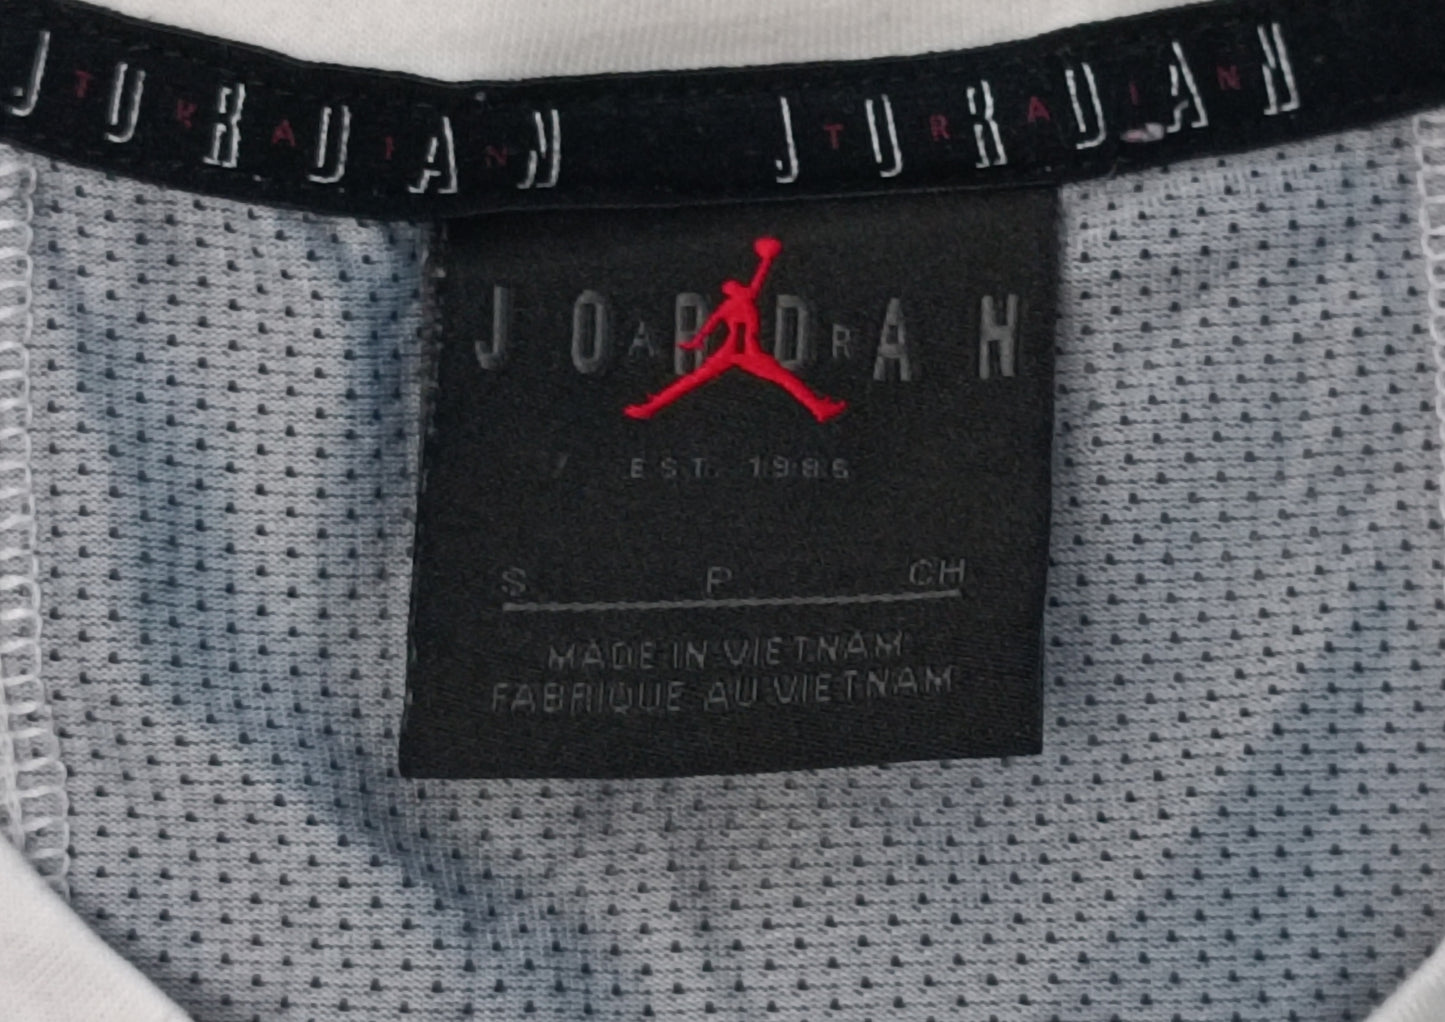 JORDAN JORDAN
TRAIN TRAIN
JORDAN
A R
EST. 1985
S P CH
MADE IN VIETNAM
FABRIQUE AU VIETNAM